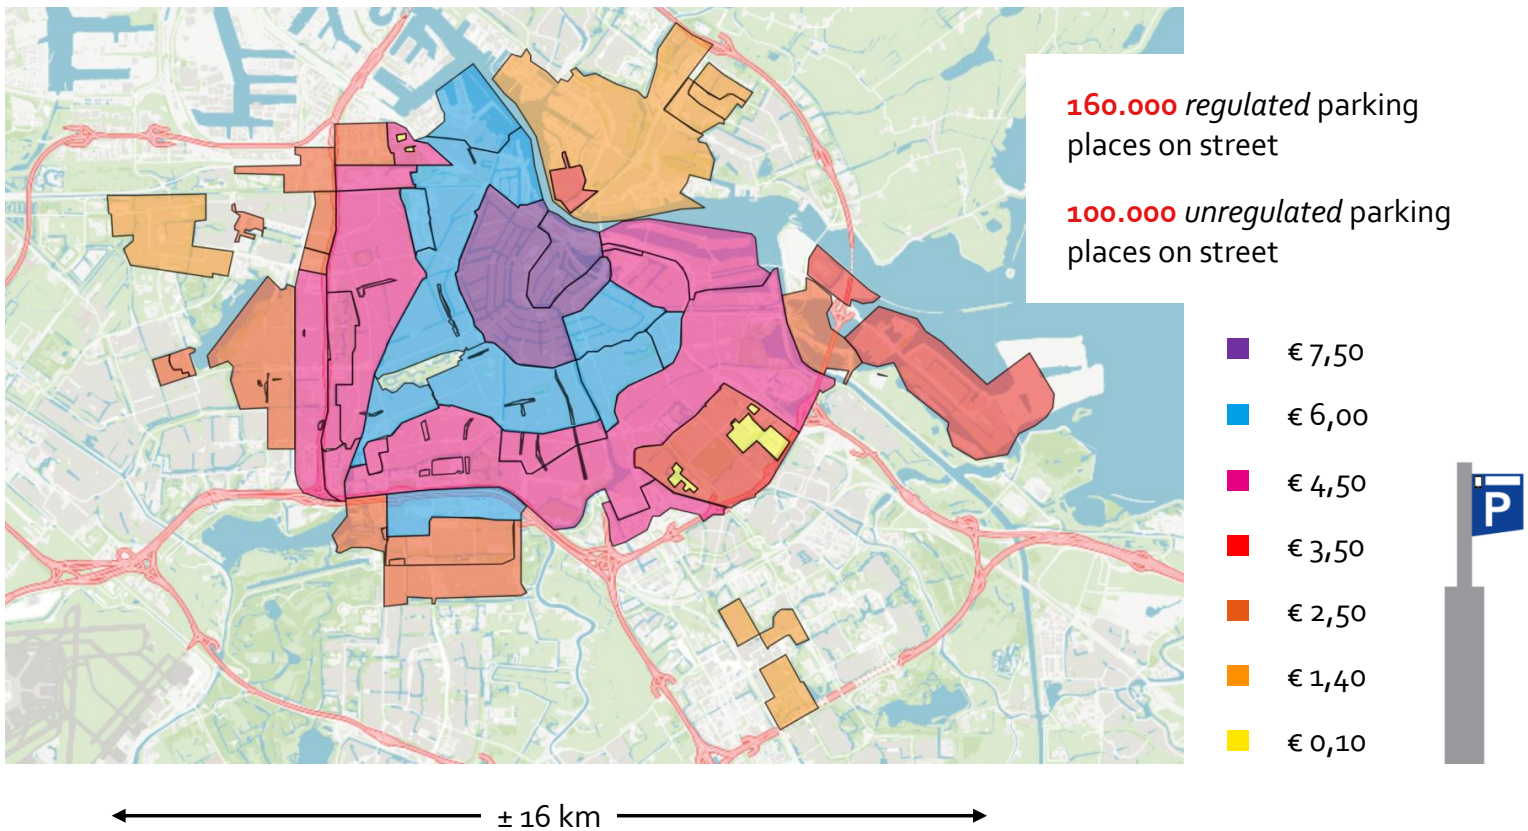 160.000 regulated parking
places on street
100.000 unregulated parking
places on street
€ 7,50
€ 6,00
€ 4,50
€ 3,50
€ 2,50
€ 1,40
€ 0,10
P
± 16 km